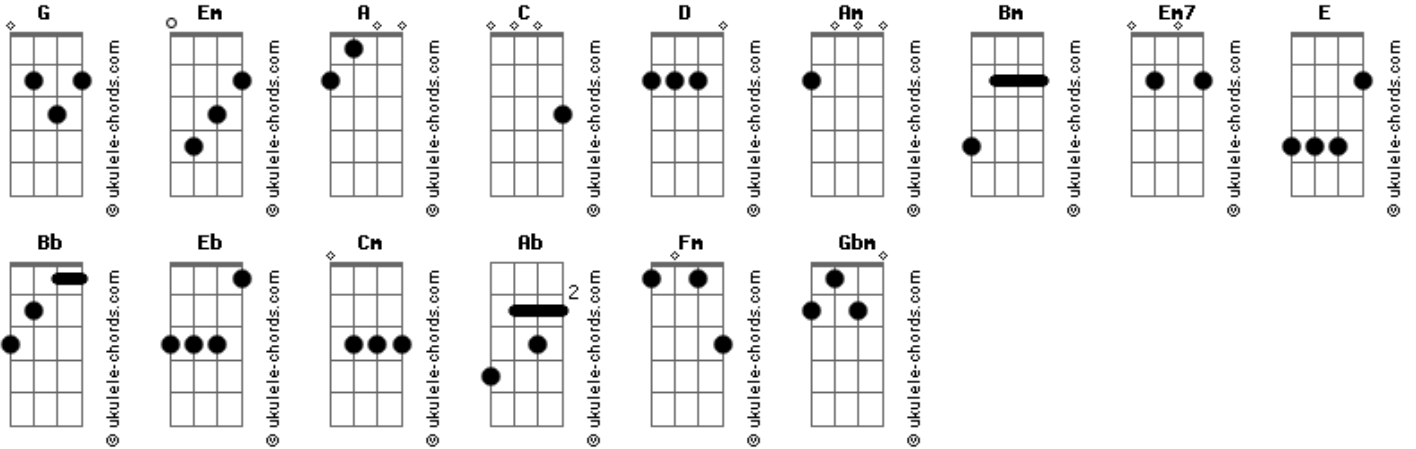 G Em A C D Am Bm Em7 E
© ukulele-chords.com © ukulele-chords.com © ukulele-chords.com © ukulele-chords.com © ukulele-chords.com © ukulele-chords.com © ukulele-chords.com © ukulele-chords.com © ukulele-chords.com
Bb Eb Cm Ab Fm Gbm
2
© ukulele-chords.com © ukulele-chords.com © ukulele-chords.com © ukulele-chords.com © ukulele-chords.com © ukulele-chords.com